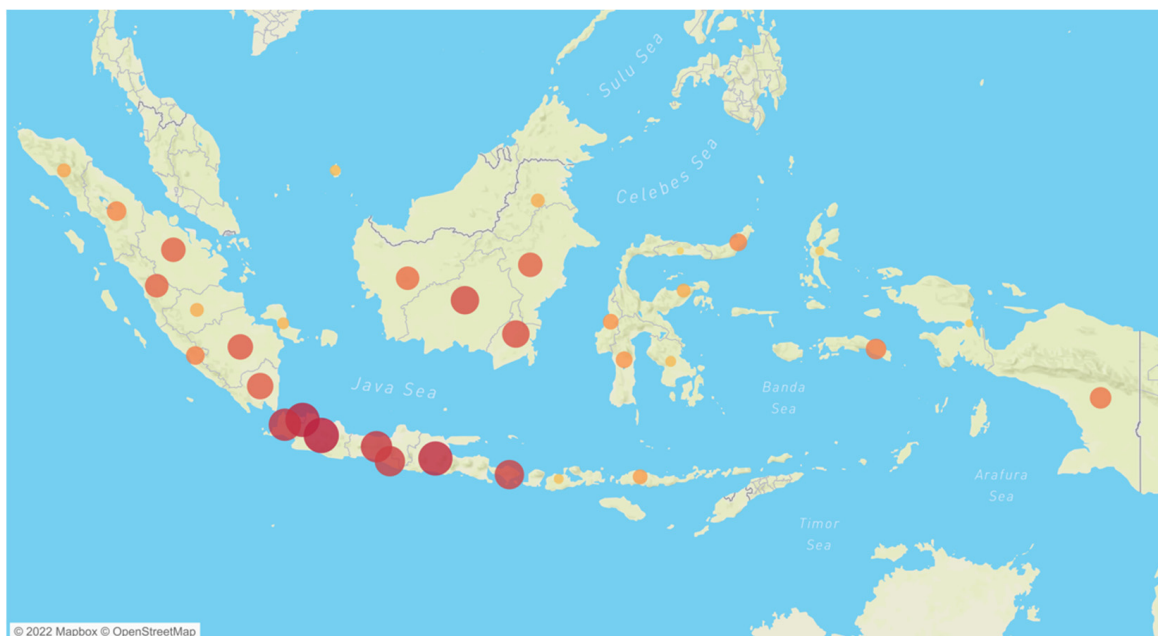 Sulu Sea
Celebes Sea
Java Sea
Banda
Sea
Arafura
Sea
Timor
Sea
© 2022 Mapbox © OpenStreetMap